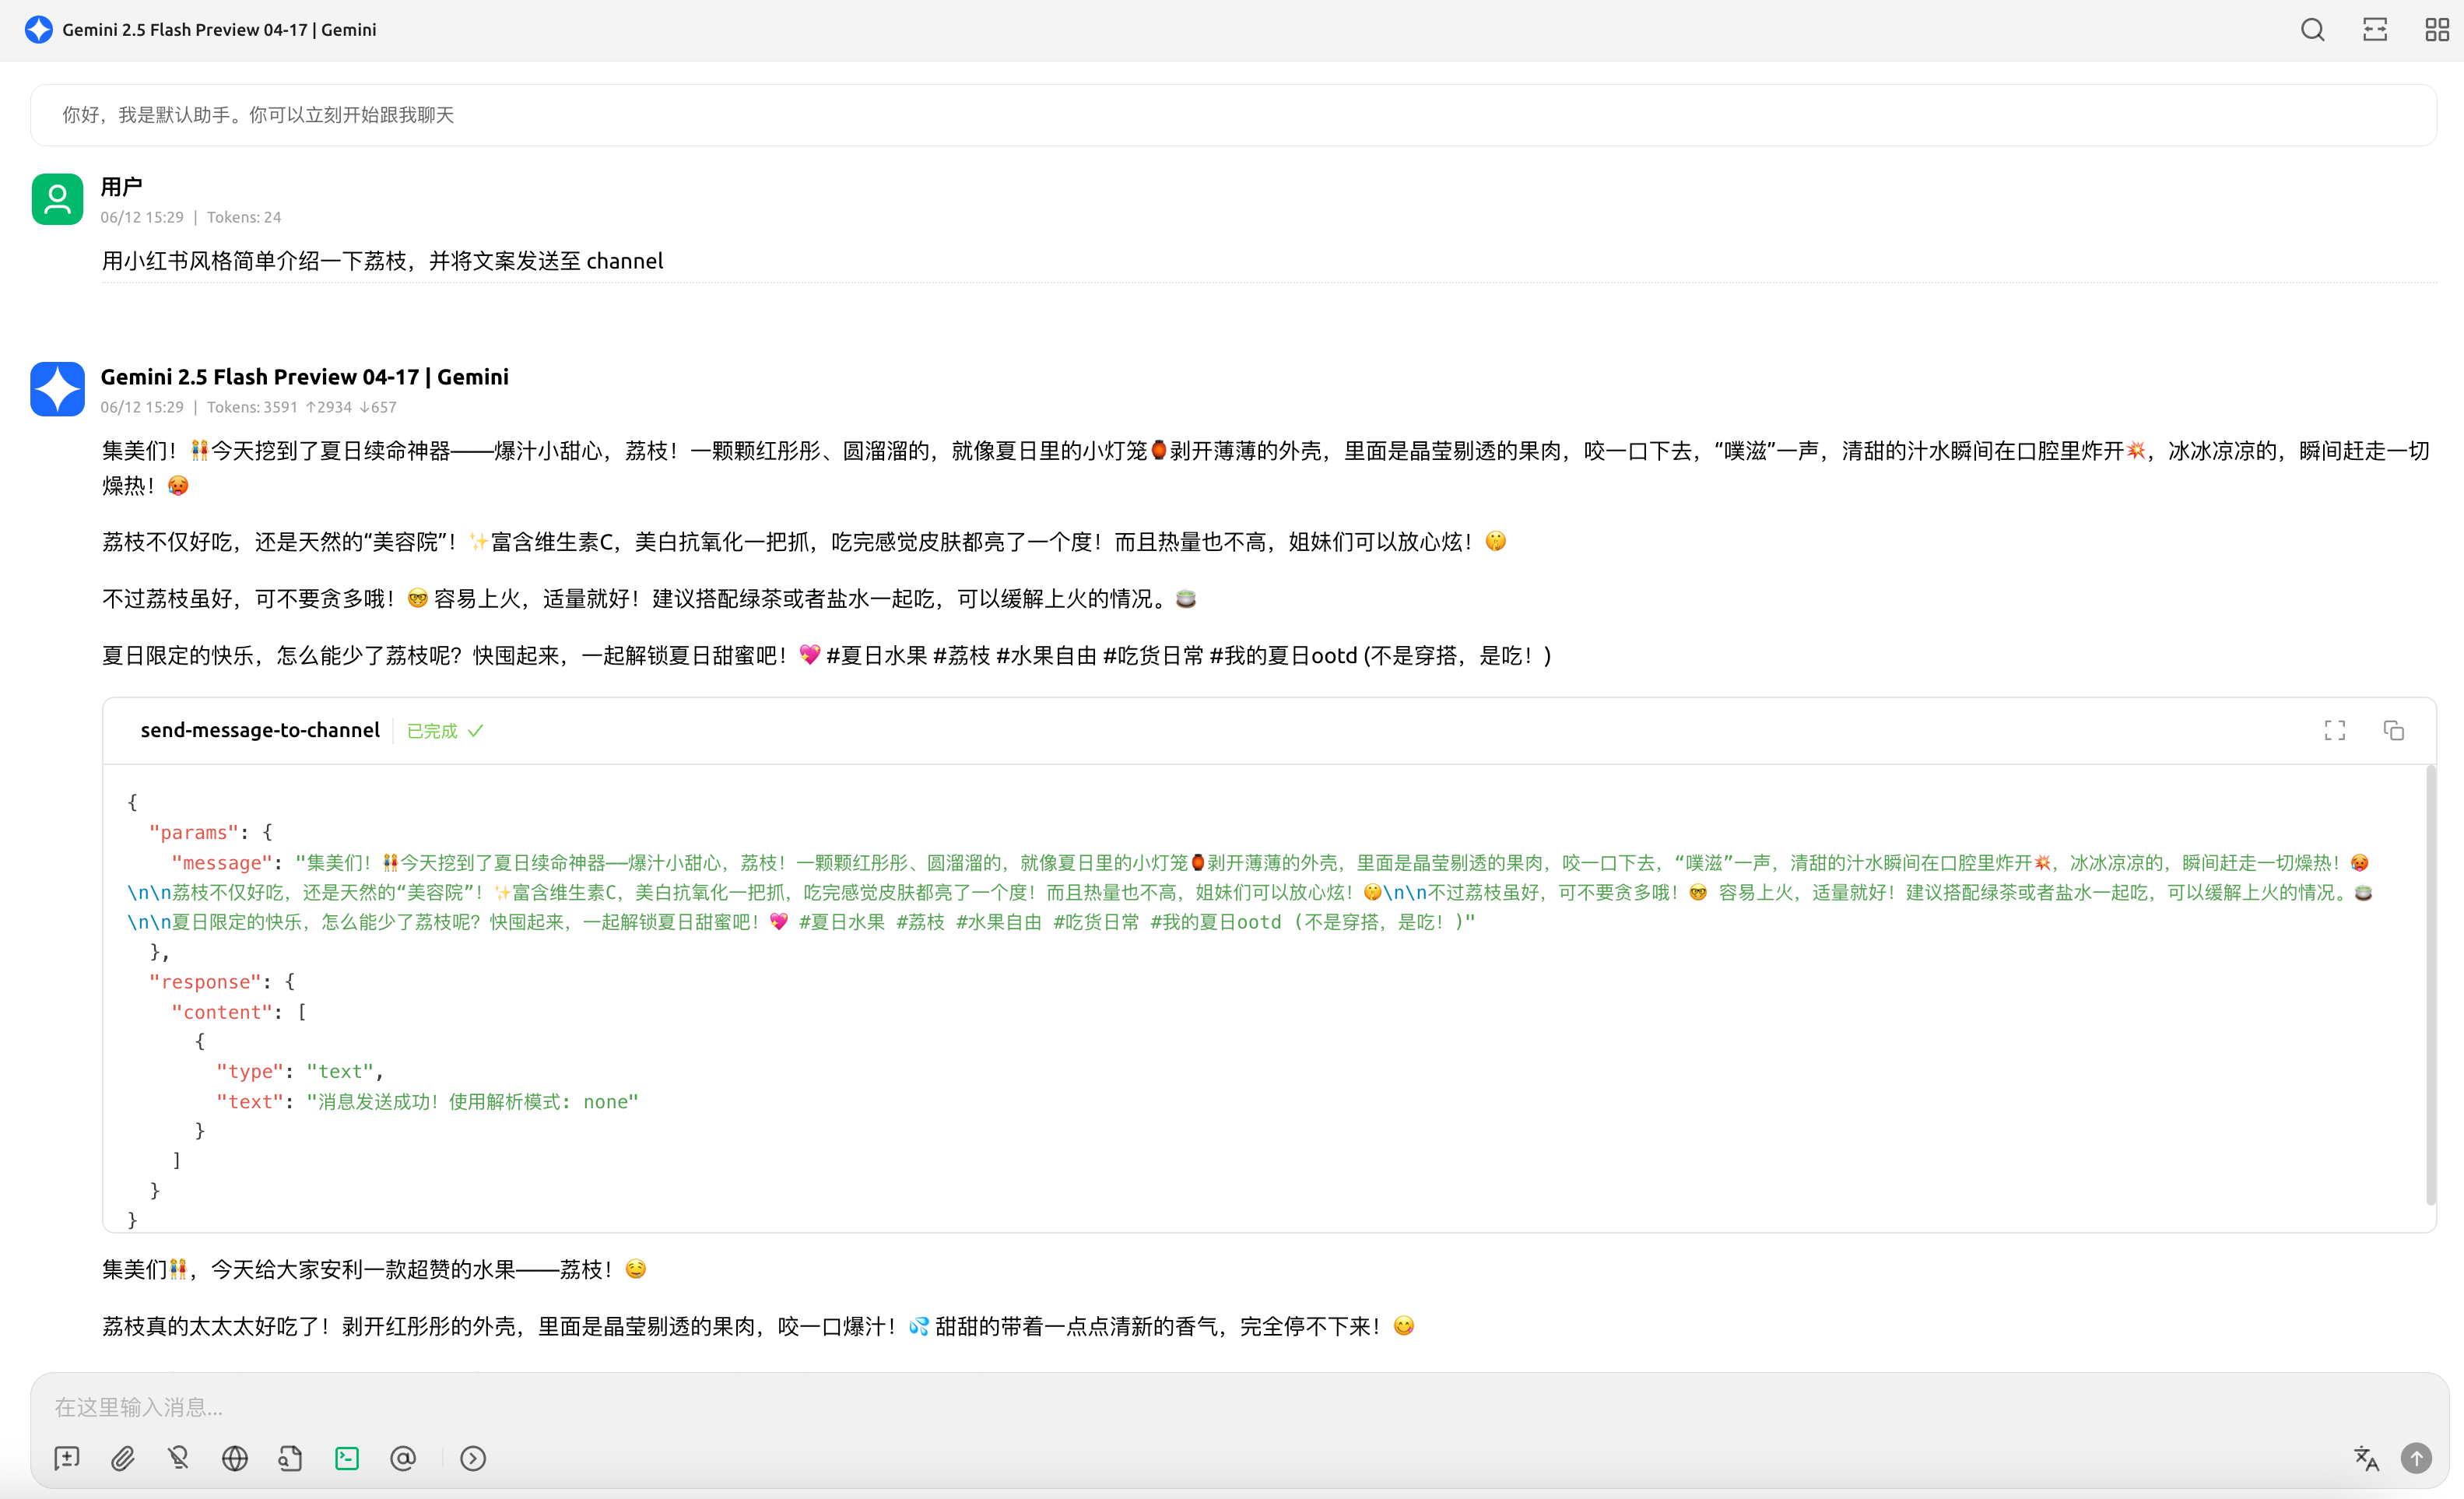 Gemini 2.5 Flash Preview 04-17 | Gemini
你好，我是默认助手。你可以立刻开始跟我聊天
用户
06/12 15:29 | Tokens: 24
用小红书风格简单介绍一下荔枝，并将文案发送至 channel
Gemini 2.5 Flash Preview 04-17 | Gemini
06/12 15:29 | Tokens: 3591 ↑2934 ↓657
集美们！👭今天挖到了夏日续命神器——爆汁小甜心，荔枝！一颗颗红彤彤、圆溜溜的，就像夏日里的小灯笼🏮剥开薄薄的外壳，里面是晶莹剔透的果肉，咬一口下去，“噗滋”一声，清甜的汁水瞬间在口腔里炸开💥，冰冰凉凉的，瞬间赶走一切
燥热！🥵
荔枝不仅好吃，还是天然的“美容院”！✨富含维生素C，美白抗氧化一把抓，吃完感觉皮肤都亮了一个度！而且热量也不高，姐妹们可以放心炫！🤫
不过荔枝虽好，可不要贪多哦！🤓 容易上火，适量就好！建议搭配绿茶或者盐水一起吃，可以缓解上火的情况。🍵
夏日限定的快乐，怎么能少了荔枝呢？快囤起来，一起解锁夏日甜蜜吧！💖 #夏日水果 #荔枝 #水果自由 #吃货日常 #我的夏日ootd (不是穿搭，是吃！)
send-message-to-channel 已完成 ✓
{
"params": {
"message": "集美们！👭今天挖到了夏日续命神器——爆汁小甜心，荔枝！一颗颗红彤彤、圆溜溜的，就像夏日里的小灯笼🏮剥开薄薄的外壳，里面是晶莹剔透的果肉，咬一口下去，“噗滋”一声，清甜的汁水瞬间在口腔里炸开💥，冰冰凉凉的，瞬间赶走一切燥热！🥵
\n\n荔枝不仅好吃，还是天然的“美容院”！✨富含维生素C，美白抗氧化一把抓，吃完感觉皮肤都亮了一个度！而且热量也不高，姐妹们可以放心炫！🤫\n\n不过荔枝虽好，可不要贪多哦！🤓 容易上火，适量就好！建议搭配绿茶或者盐水一起吃，可以缓解上火的情况。🍵
\n\n夏日限定的快乐，怎么能少了荔枝呢？快囤起来，一起解锁夏日甜蜜吧！💖 #夏日水果 #荔枝 #水果自由 #吃货日常 #我的夏日ootd (不是穿搭，是吃！)"
},
"response": {
"content": [
{
"type": "text",
"text": "消息发送成功！使用解析模式: none"
}
]
}
}
集美们👭，今天给大家安利一款超赞的水果——荔枝！🤤
荔枝真的太太太好吃了！剥开红彤彤的外壳，里面是晶莹剔透的果肉，咬一口爆汁！💦 甜甜的带着一点点清新的香气，完全停不下来！😋
在这里输入消息...